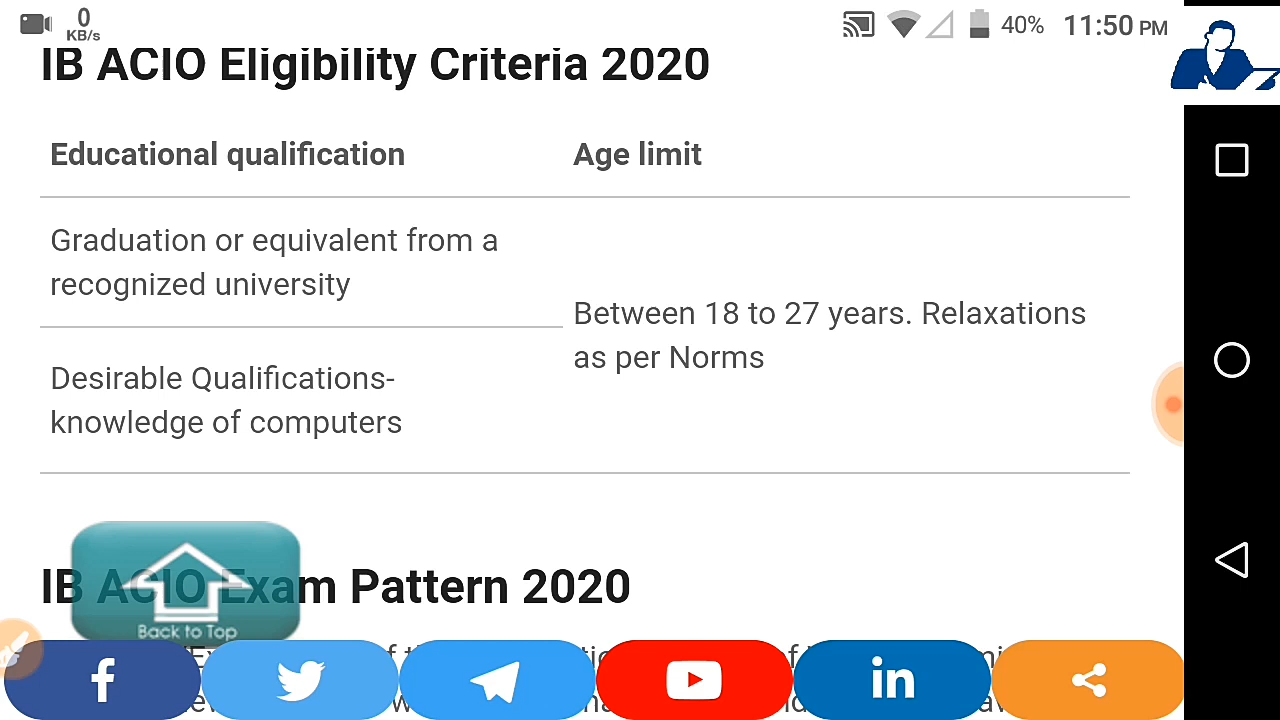 0
KB/s
40% 11:50 PM
IB ACIO Eligibility Criteria 2020
Educational qualification
Age limit
Graduation or equivalent from a
recognized university
Between 18 to 27 years. Relaxations
as per Norms
Desirable Qualifications-
knowledge of computers
IB ACIO Exam Pattern 2020
Back to Top
f
in